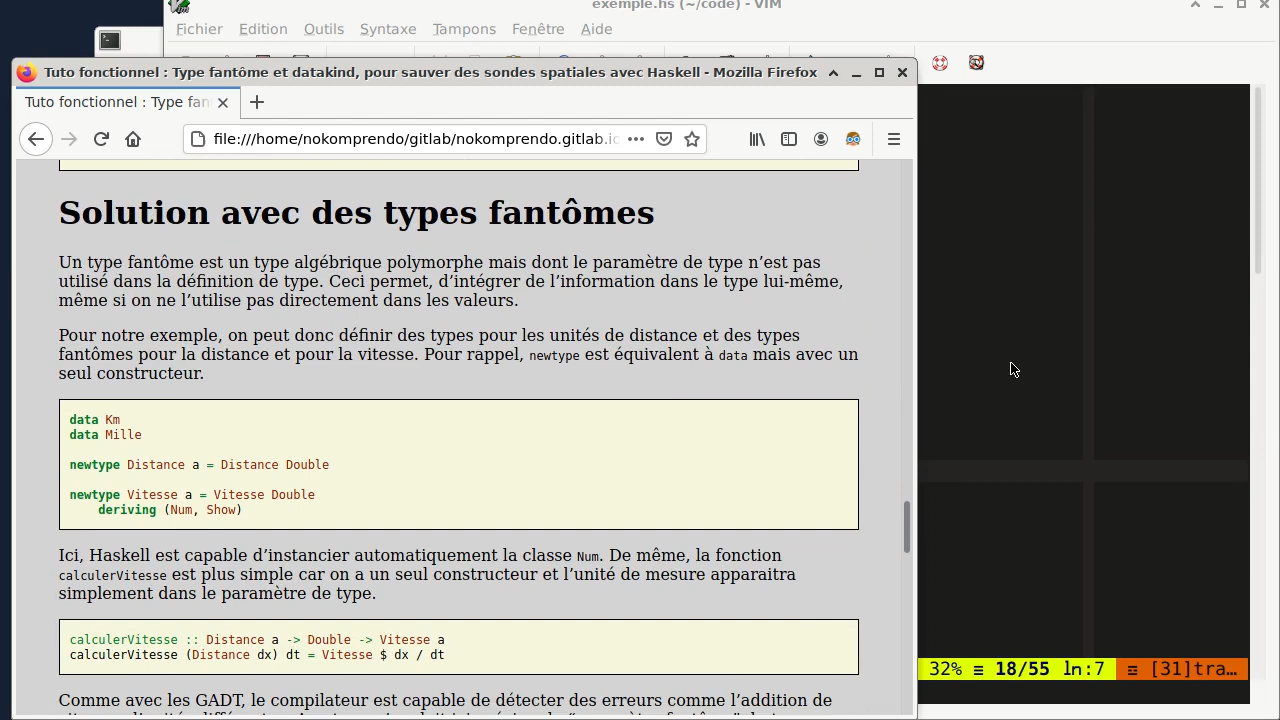 exemple.hs (~/code) - VIM
Fichier Edition Outils Syntaxe Tampons Fenêtre Aide
Tuto fonctionnel : Type fantôme et datakind, pour sauver des sondes spatiales avec Haskell - Mozilla Firefox
Tuto fonctionnel : Type fan
file:///home/nokomprendo/gitlab/nokomprendo.gitlab.io
Solution avec des types fantômes
Un type fantôme est un type algébrique polymorphe mais dont le paramètre de type n’est pas
utilisé dans la définition de type. Ceci permet, d’intégrer de l’information dans le type lui-même,
même si on ne l’utilise pas directement dans les valeurs.
Pour notre exemple, on peut donc définir des types pour les unités de distance et des types
fantômes pour la distance et pour la vitesse. Pour rappel, newtype est équivalent à data mais avec un
seul constructeur.
data Km
data Mille
newtype Distance a = Distance Double
newtype Vitesse a = Vitesse Double
deriving (Num, Show)
Ici, Haskell est capable d’instancier automatiquement la classe Num. De même, la fonction
calculerVitesse est plus simple car on a un seul constructeur et l’unité de mesure apparaitra
simplement dans le paramètre de type.
calculerVitesse :: Distance a -> Double -> Vitesse a
calculerVitesse (Distance dx) dt = Vitesse $ dx / dt
Comme avec les GADT, le compilateur est capable de détecter des erreurs comme l’addition de
32% ≡ 18/55 ln:7 ☲ [31]tra…